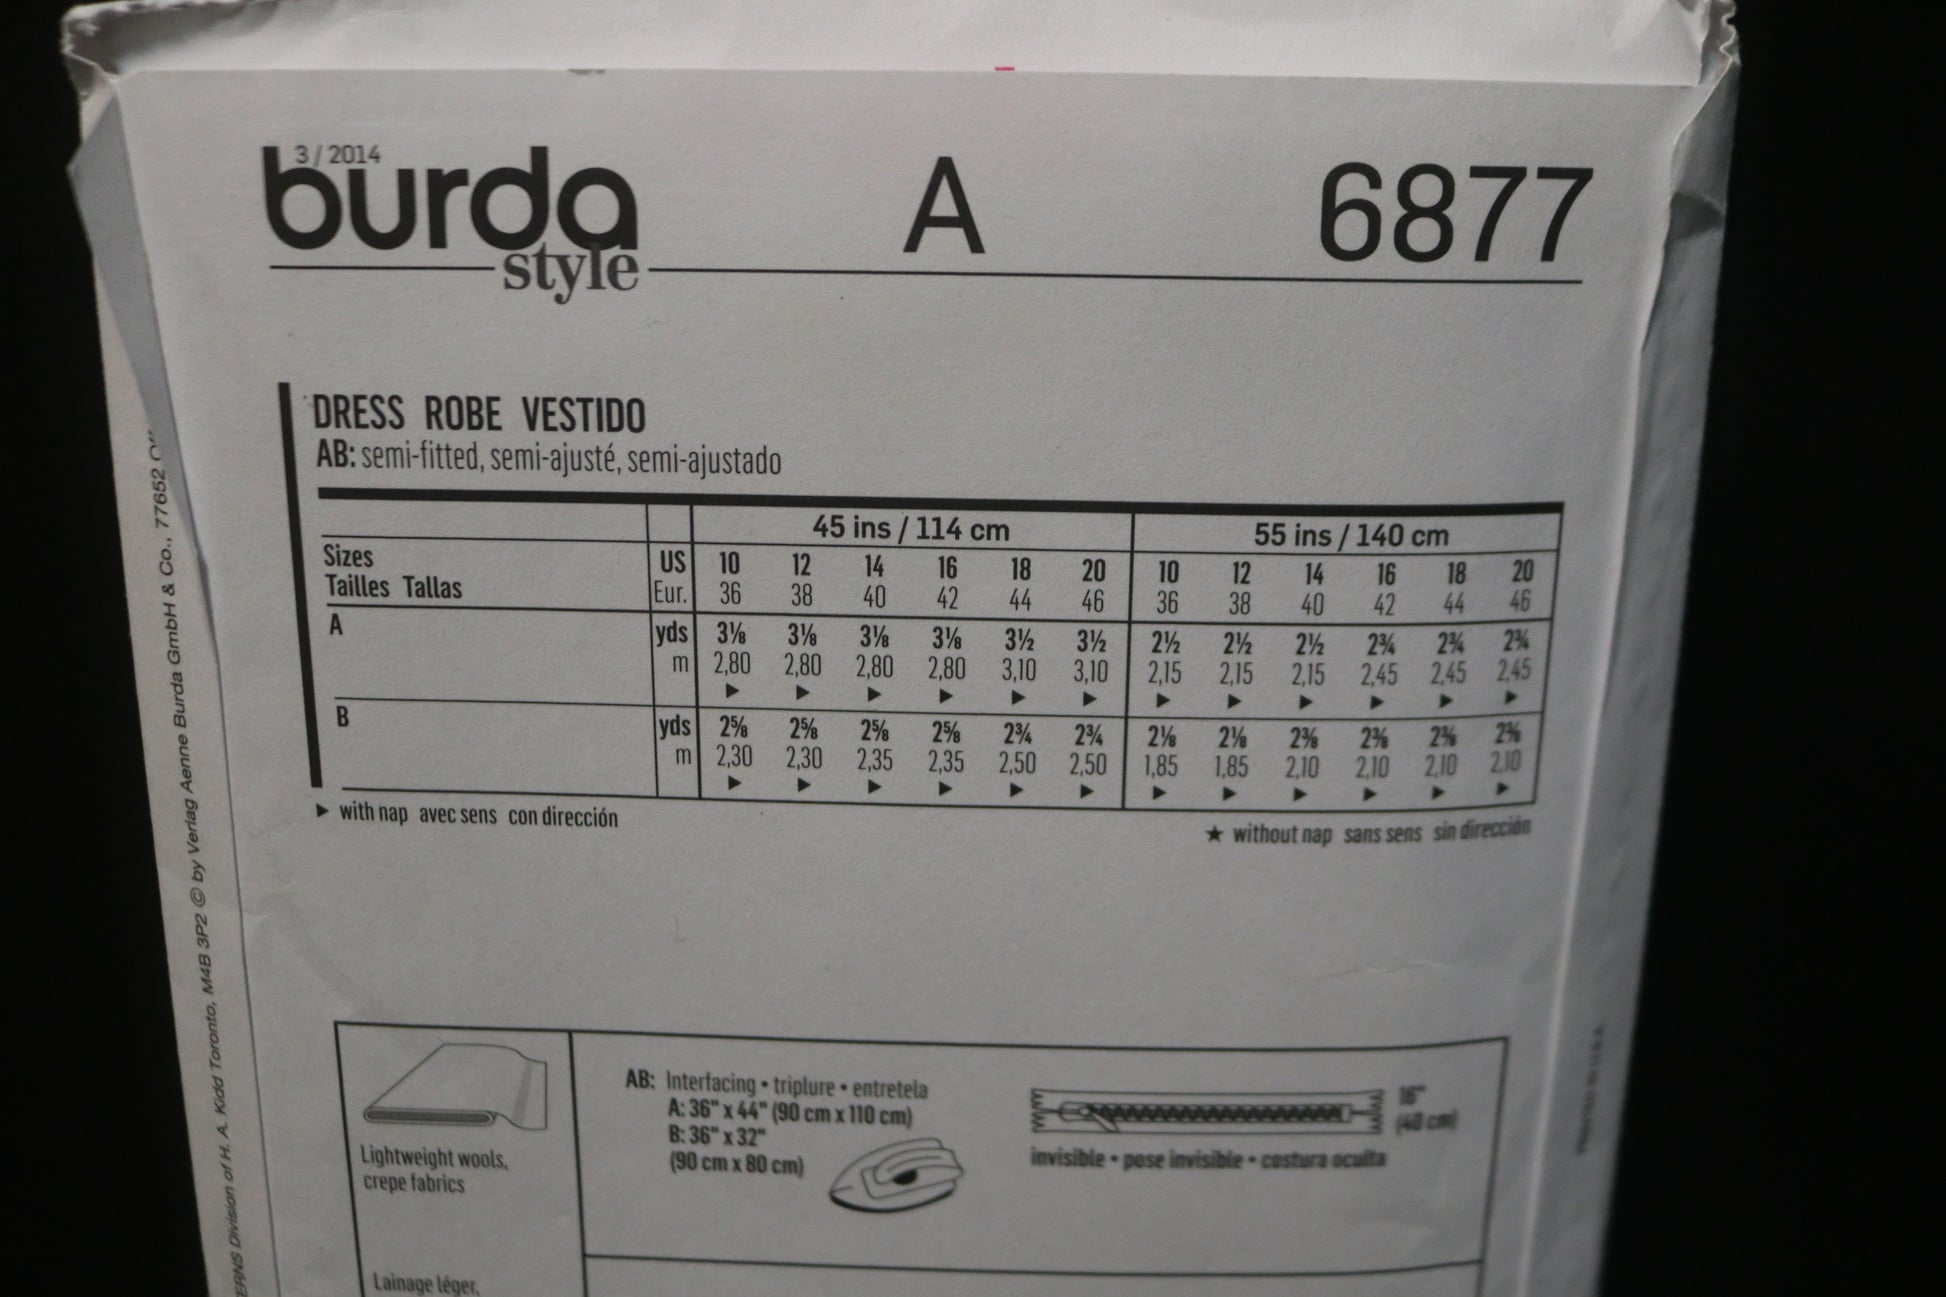 3 / 2014
burda style
A
6877
DRESS ROBE VESTIDO
AB: semi-fitted, semi-ajusté, semi-ajustado
45 ins / 114 cm 55 ins / 140 cm
Sizes US 10 12 14 16 18 20 10 12 14 16 18 20
Tailles Tallas Eur. 36 38 40 42 44 46 36 38 40 42 44 46
A yds 3⅛ 3⅛ 3⅛ 3⅛ 3½ 3½ 2½ 2½ 2½ 2¾ 2¾ 2¾
m 2,80 2,80 2,80 2,80 3,10 3,10 2,15 2,15 2,15 2,45 2,45 2,45
▶ ▶ ▶ ▶ ▶ ▶ ▶ ▶ ▶ ▶ ▶ ▶
B yds 2⅝ 2⅝ 2⅝ 2⅝ 2¾ 2¾ 2⅛ 2⅛ 2⅜ 2⅜ 2⅜ 2⅜
m 2,30 2,30 2,35 2,35 2,50 2,50 1,85 1,85 2,10 2,10 2,10 2,10
▶ ▶ ▶ ▶ ▶ ▶ ▶ ▶ ▶ ▶ ▶ ▶
▶ with nap avec sens con dirección
★ without nap sans sens sin dirección
Lightweight wools,
crepe fabrics
Lainage léger,
AB: Interfacing • triplure • entretela
A: 36" x 44" (90 cm x 110 cm)
B: 36" x 32"
(90 cm x 80 cm)
16"
(40 cm)
invisible • pose invisible • costura oculta
Division of H. A. Kidd Toronto, M4B 3P2 © by Verlag Aenne Burda GmbH & Co., 77652